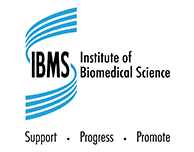 IBMS
Institute of
Biomedical Science
Support • Progress • Promote